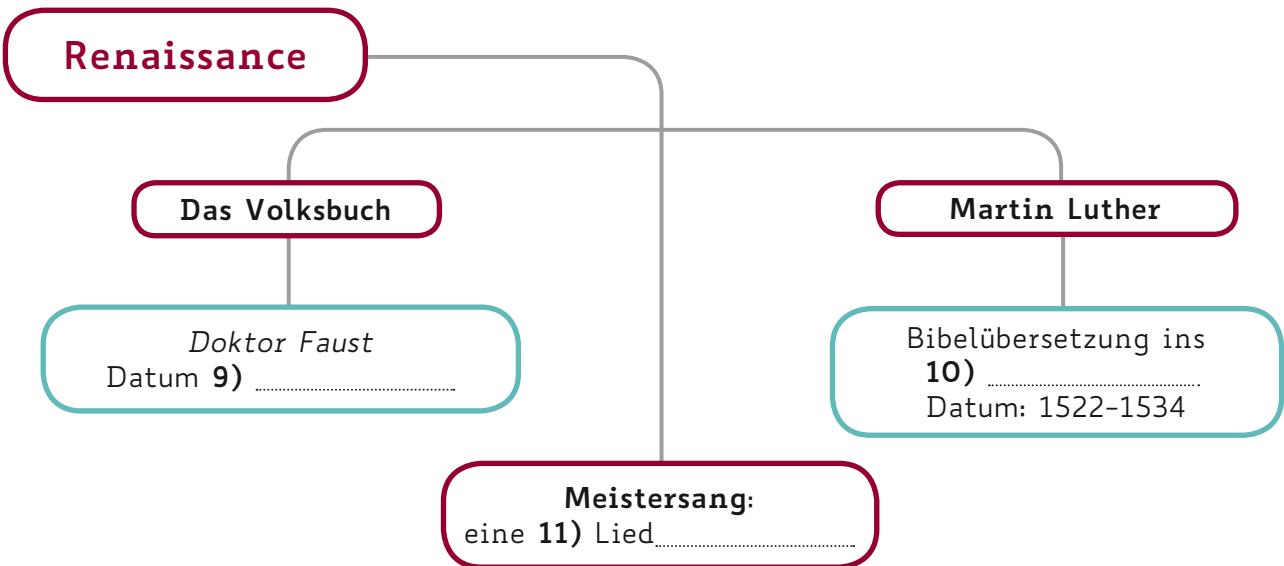 Renaissance
Das Volksbuch
Doktor Faust
Datum 9)
Martin Luther
Bibelübersetzung ins
10)
Datum: 1522–1534
Meistersang:
eine 11) Lied